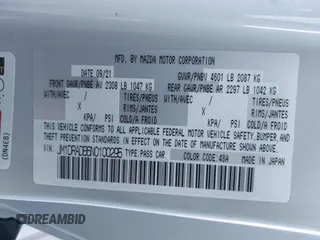 MFD. BY MAZDA MOTOR CORPORATION
DATE 09/21 GVWR/PNBV 4601 LB 2087 KG
FRONT GAWR/PNBE AV 2308 LB 1047 KG REAR GAWR/PNBE AR 2297 LB 1042 KG
WITH/AVEC / TIRES/PNEUS WITH/AVEC / TIRES/PNEUS
X RIMS/JANTES X RIMS/JANTES
KPA/ PSI COLD/FROID KPA/ PSI COLD/FROID
THIS VEHICLE CONFORMS TO ALL APPLICABLE FEDERAL MOTOR VEHICLE SAFETY, BUMPER
AND THEFT PREVENTION STANDARDS IN EFFECT ON THE DATE OF MANUFACTURE SHOWN ABOVE.
TYPE: PASS CAR COLOR CODE: 48A
(0N4EB)
© DREAMBID